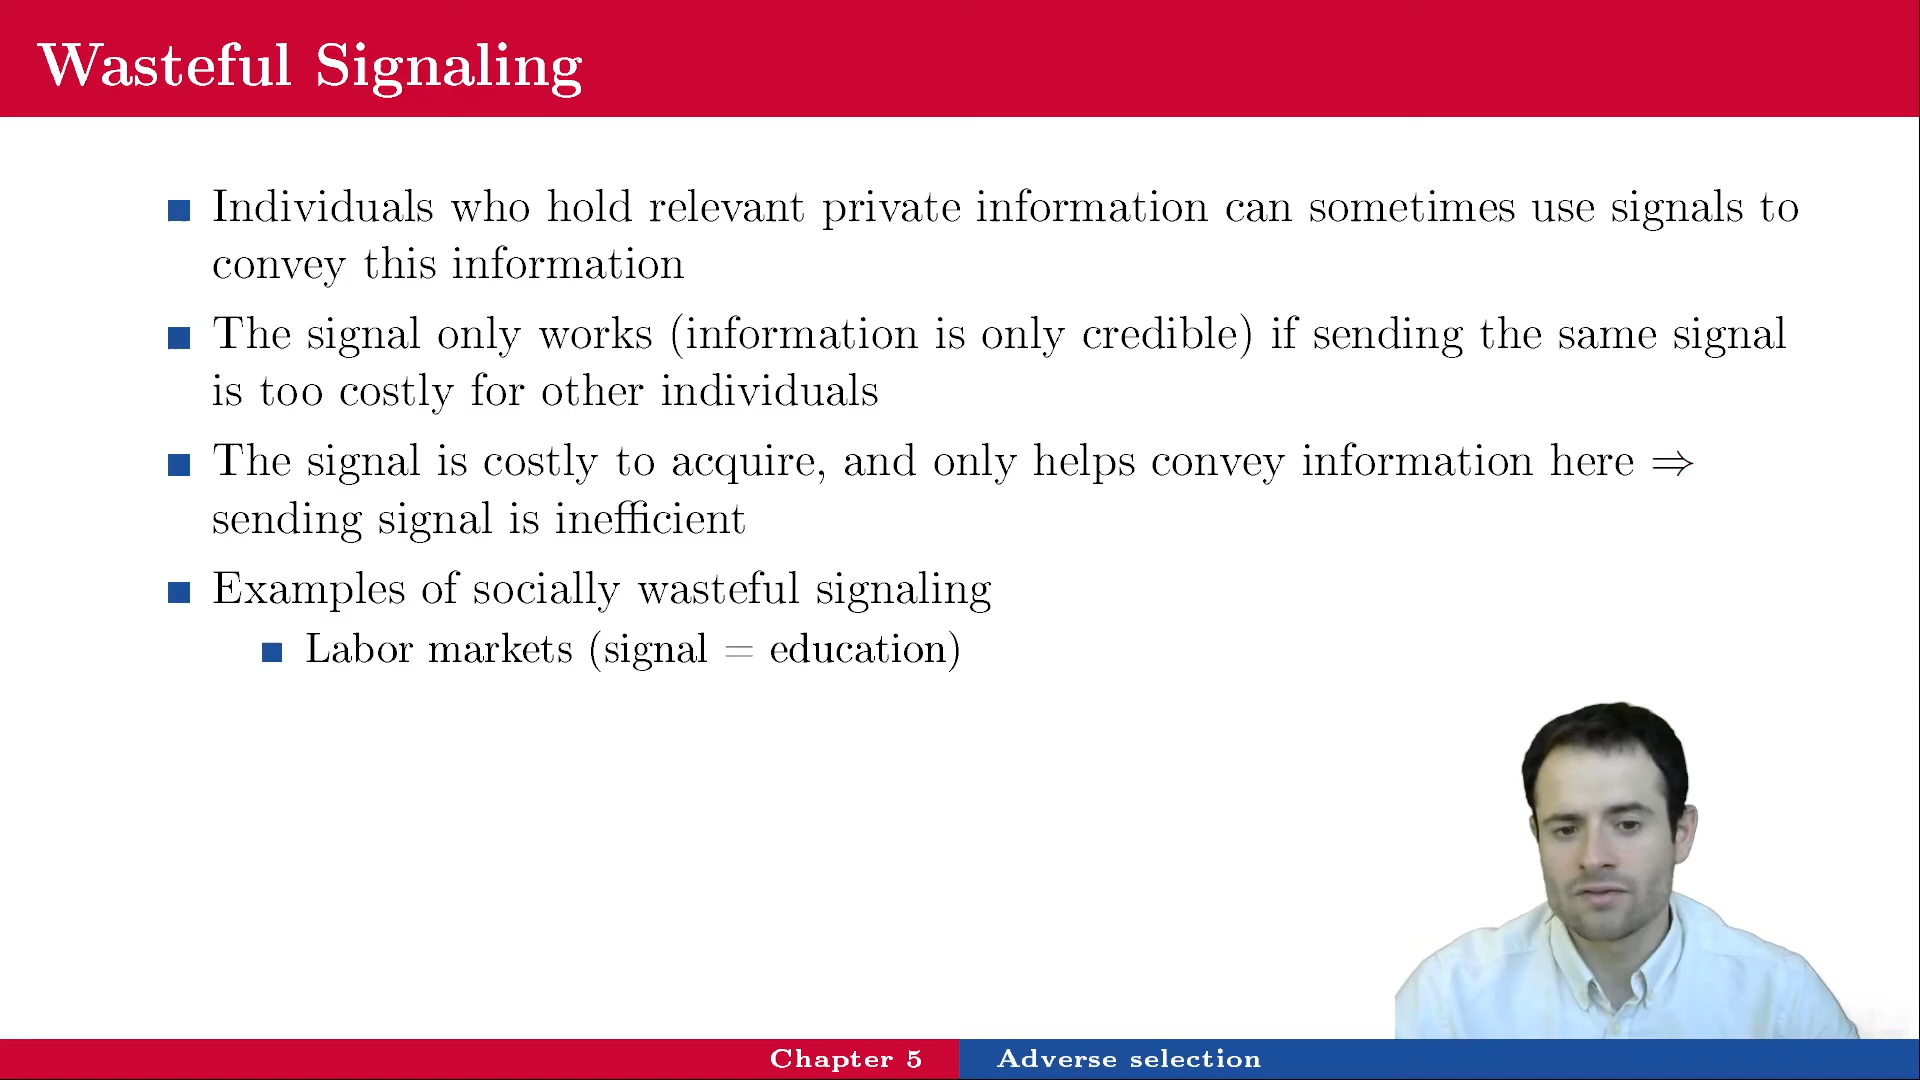 Wasteful Signaling
Individuals who hold relevant private information can sometimes use signals to
convey this information
The signal only works (information is only credible) if sending the same signal
is too costly for other individuals
The signal is costly to acquire, and only helps convey information here ⇒
sending signal is inefficient
Examples of socially wasteful signaling
Labor markets (signal = education)
Chapter 5 Adverse selection